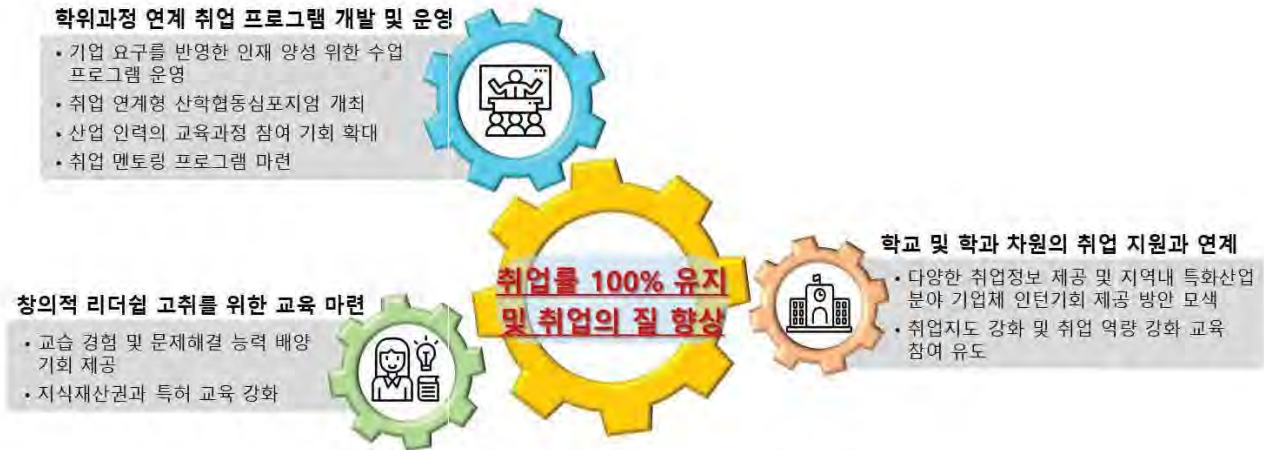 학위과정 연계 취업 프로그램 개발 및 운영
• 기업 요구를 반영한 인재 양성 위한 수업
프로그램 운영
• 취업 연계형 산학협동심포지엄 개최
• 산업 인력의 교육과정 참여 기회 확대
• 취업 멘토링 프로그램 마련
취업률 100% 유지
및 취업의 질 향상
학교 및 학과 차원의 취업 지원과 연계
• 다양한 취업정보 제공 및 지역내 특화산업
분야 기업체 인턴기회 제공 방안 모색
• 취업지도 강화 및 취업 역량 강화 교육
참여 유도
창의적 리더쉽 고취를 위한 교육 마련
• 교습 경험 및 문제해결 능력 배양
기회 제공
• 지식재산권과 특허 교육 강화